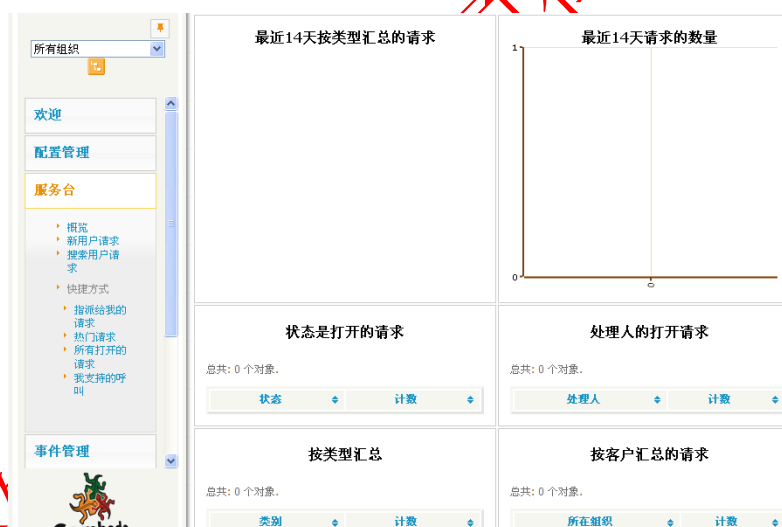 所有组织
欢迎
配置管理
服务台
概览
新用户请求
搜索用户请
求
快捷方式
指派给我的
请求
热门请求
所有打开的
请求
我支持的呼
叫
事件管理
最近14天按类型汇总的请求
最近14天请求的数量
1
0
0
状态是打开的请求
总共: 0 个对象.
状态 计数
处理人的打开请求
总共: 0 个对象.
处理人 计数
按类型汇总
总共: 0 个对象.
类别 计数
按客户汇总的请求
总共: 0 个对象.
所在组织 计数